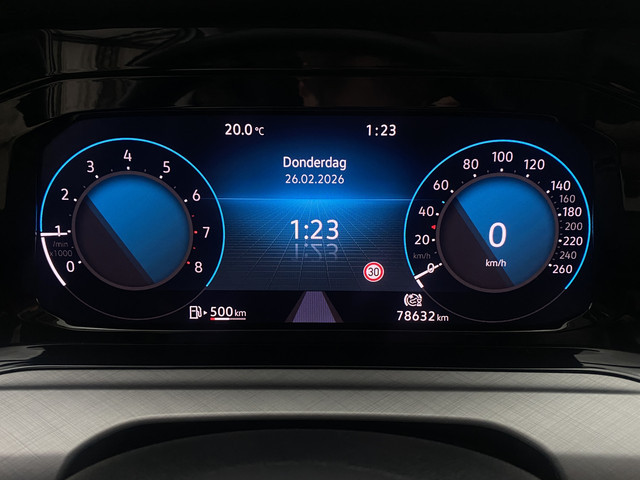 20.0 °C 1:23
Donderdag
26.02.2026
1:23
30
0 1 2 3 4 5 6 7 8
/min
x1000
0 20 40 60 80 100 120 140 160 180 200 220 240 260
km/h
0
km/h
500 km
78632 km